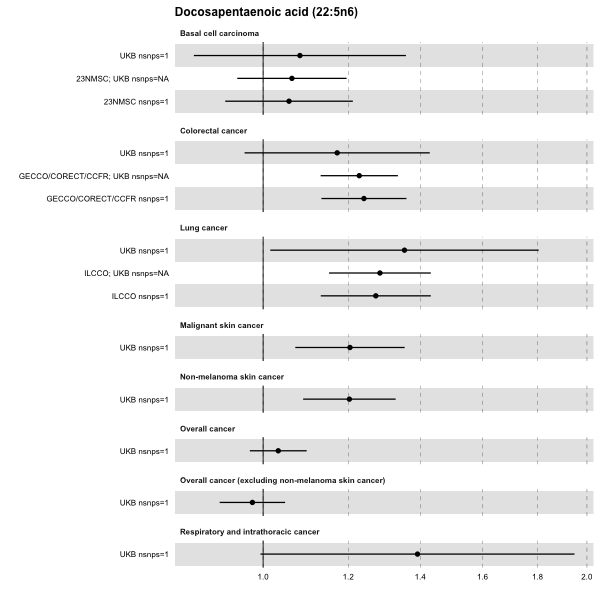 Docosapentaenoic acid (22:5n6)
Basal cell carcinoma
UKB nsnps=1
23NMSC; UKB nsnps=NA
23NMSC nsnps=1
Colorectal cancer
UKB nsnps=1
GECCO/CORECT/CCFR; UKB nsnps=NA
GECCO/CORECT/CCFR nsnps=1
Lung cancer
UKB nsnps=1
ILCCO; UKB nsnps=NA
ILCCO nsnps=1
Malignant skin cancer
UKB nsnps=1
Non-melanoma skin cancer
UKB nsnps=1
Overall cancer
UKB nsnps=1
Overall cancer (excluding non-melanoma skin cancer)
UKB nsnps=1
Respiratory and intrathoracic cancer
UKB nsnps=1
1.0 1.2 1.4 1.6 1.8 2.0